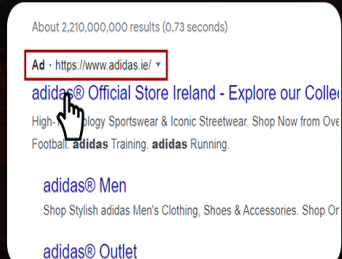 About 2,210,000,000 results (0.73 seconds)
Ad · https://www.adidas.ie/
adidas® Official Store Ireland - Explore our Collec
High- ology Sportswear & Iconic Streetwear. Shop Now from Ove
Football. adidas Training. adidas Running.
adidas® Men
Shop Stylish adidas Men's Clothing, Shoes & Accessories. Shop Or
adidas® Outlet